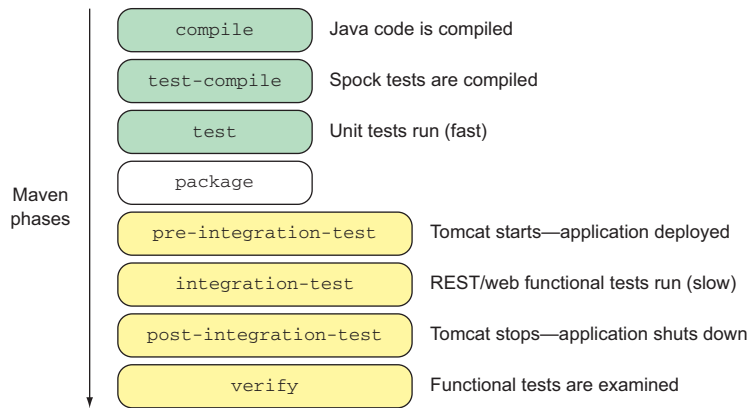 compile Java code is compiled
test-compile Spock tests are compiled
test Unit tests run (fast)
package
Maven
phases
pre-integration-test Tomcat starts—application deployed
integration-test REST/web functional tests run (slow)
post-integration-test Tomcat stops—application shuts down
verify Functional tests are examined